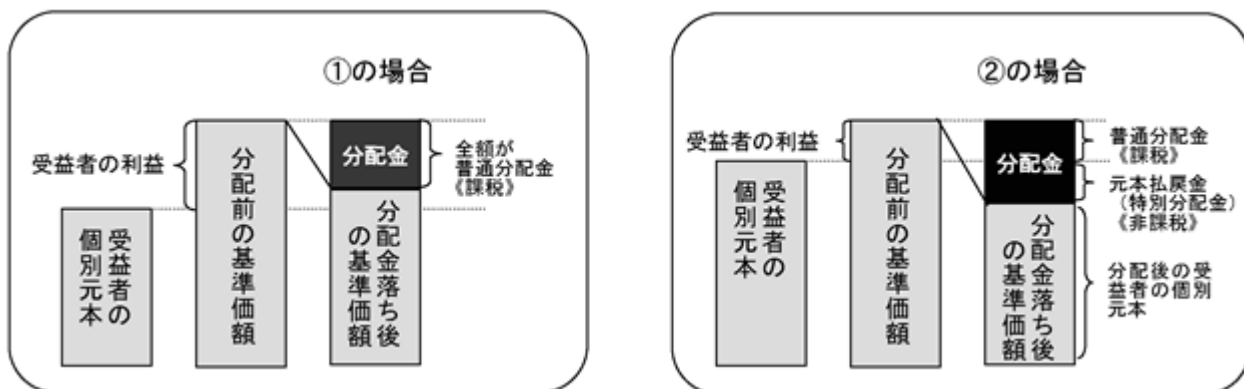 ①の場合
受益者の利益
受益者の
個別元本
分配前の基準価額
分配金
分配金落ち後
の基準価額
全額が
普通分配金
《課税》
②の場合
受益者の利益
受益者の
個別元本
分配前の基準価額
分配金
分配金落ち後
の基準価額
普通分配金
《課税》
元本払戻金
(特別分配金)
《非課税》
分配後の受
益者の個別
元本